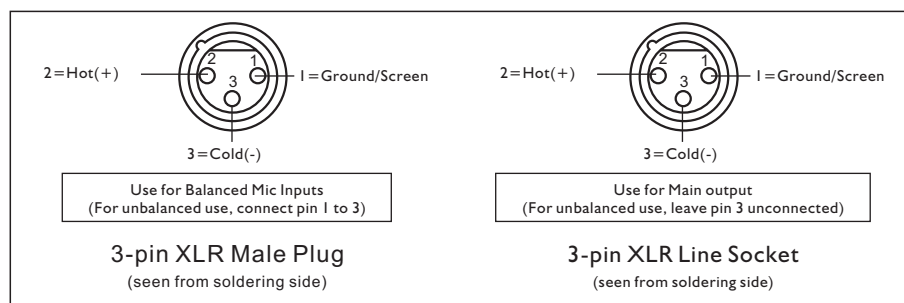 2
1
3
2=Hot(+)
1=Ground/Screen
3=Cold(-)
Use for Balanced Mic Inputs
(For unbalanced use, connect pin 1 to 3)
3-pin XLR Male Plug
(seen from soldering side)
2
1
3
2=Hot(+)
1=Ground/Screen
3=Cold(-)
Use for Main output
(For unbalanced use, leave pin 3 unconnected)
3-pin XLR Line Socket
(seen from soldering side)